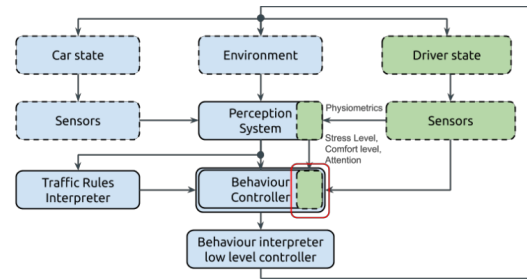 Car state
Environment
Driver state
Sensors
Perception
System
Physiometrics
Sensors
Stress Level,
Comfort level,
Attention
Traffic Rules
Interpreter
Behaviour
Controller
Behaviour interpreter
low level controller